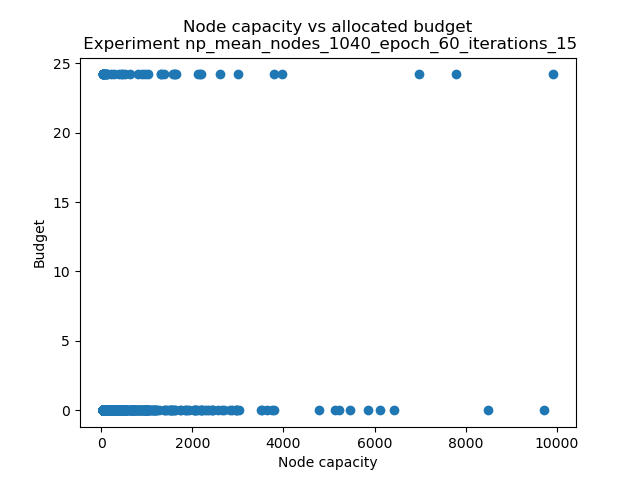 Node capacity vs allocated budget
Experiment np_mean_nodes_1040_epoch_60_iterations_15
25
20
15
10
5
0
Budget
0 2000 4000 6000 8000 10000
Node capacity